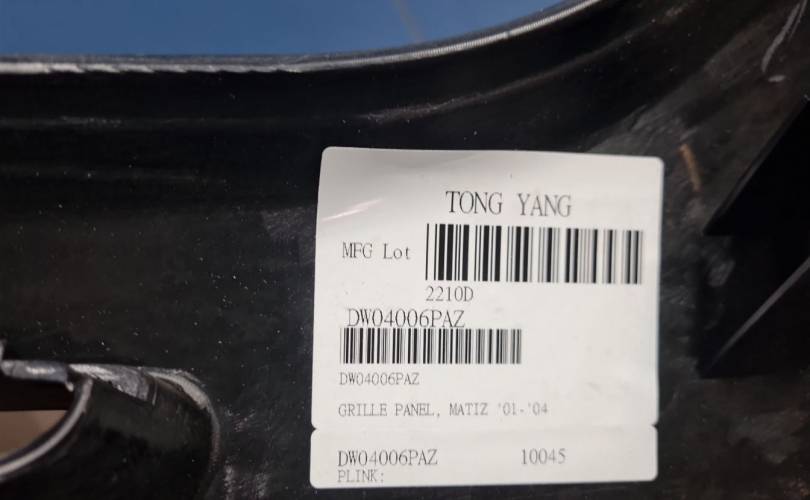 TONG YANG
MFG Lot
2210D
DW04006PAZ
DW04006PAZ
GRILLE PANEL, MATIZ '01-'04
DW04006PAZ 10045
PLINK: